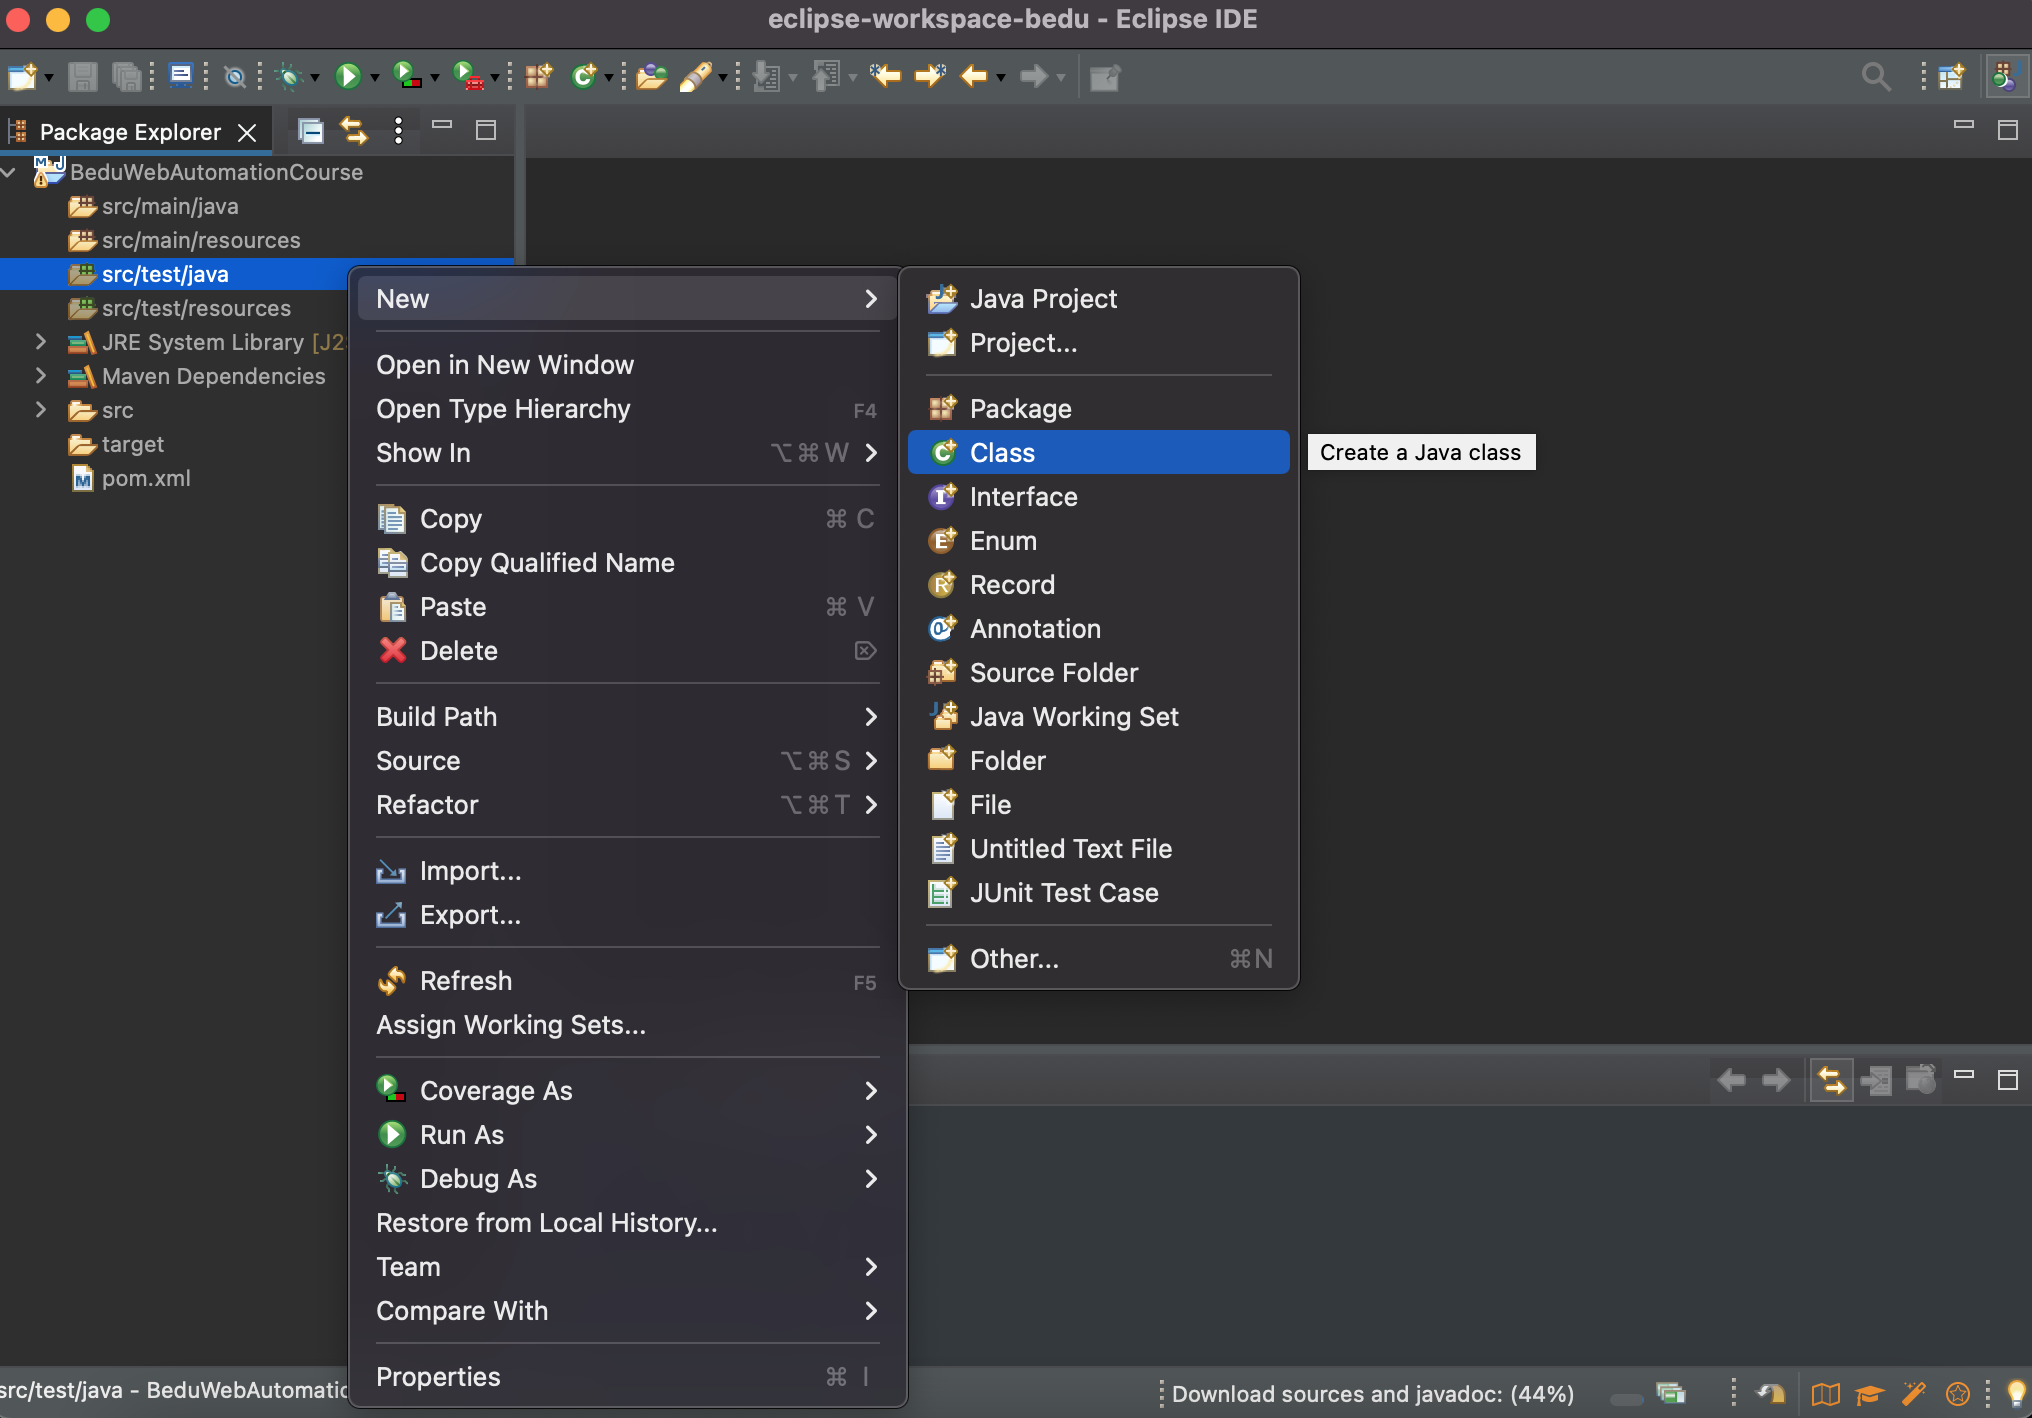 eclipse-workspace-bedu - Eclipse IDE
Package Explorer
BeduWebAutomationCourse
src/main/java
src/main/resources
src/test/java
src/test/resources
JRE System Library [J2
Maven Dependencies
src
target
pom.xml
New
Open in New Window
Open Type Hierarchy F4
Show In ⌥⌘W
Copy ⌘ C
Copy Qualified Name
Paste ⌘ V
Delete ⌦
Build Path
Source ⌥⌘S
Refactor ⌥⌘T
Import...
Export...
Refresh F5
Assign Working Sets...
Coverage As
Run As
Debug As
Restore from Local History...
Team
Compare With
Properties ⌘ I
Java Project
Project...
Package
Class
Interface
Enum
Record
Annotation
Source Folder
Java Working Set
Folder
File
Untitled Text File
JUnit Test Case
Other... ⌘N
Create a Java class
src/test/java - BeduWebAutomatic
Download sources and javadoc: (44%)